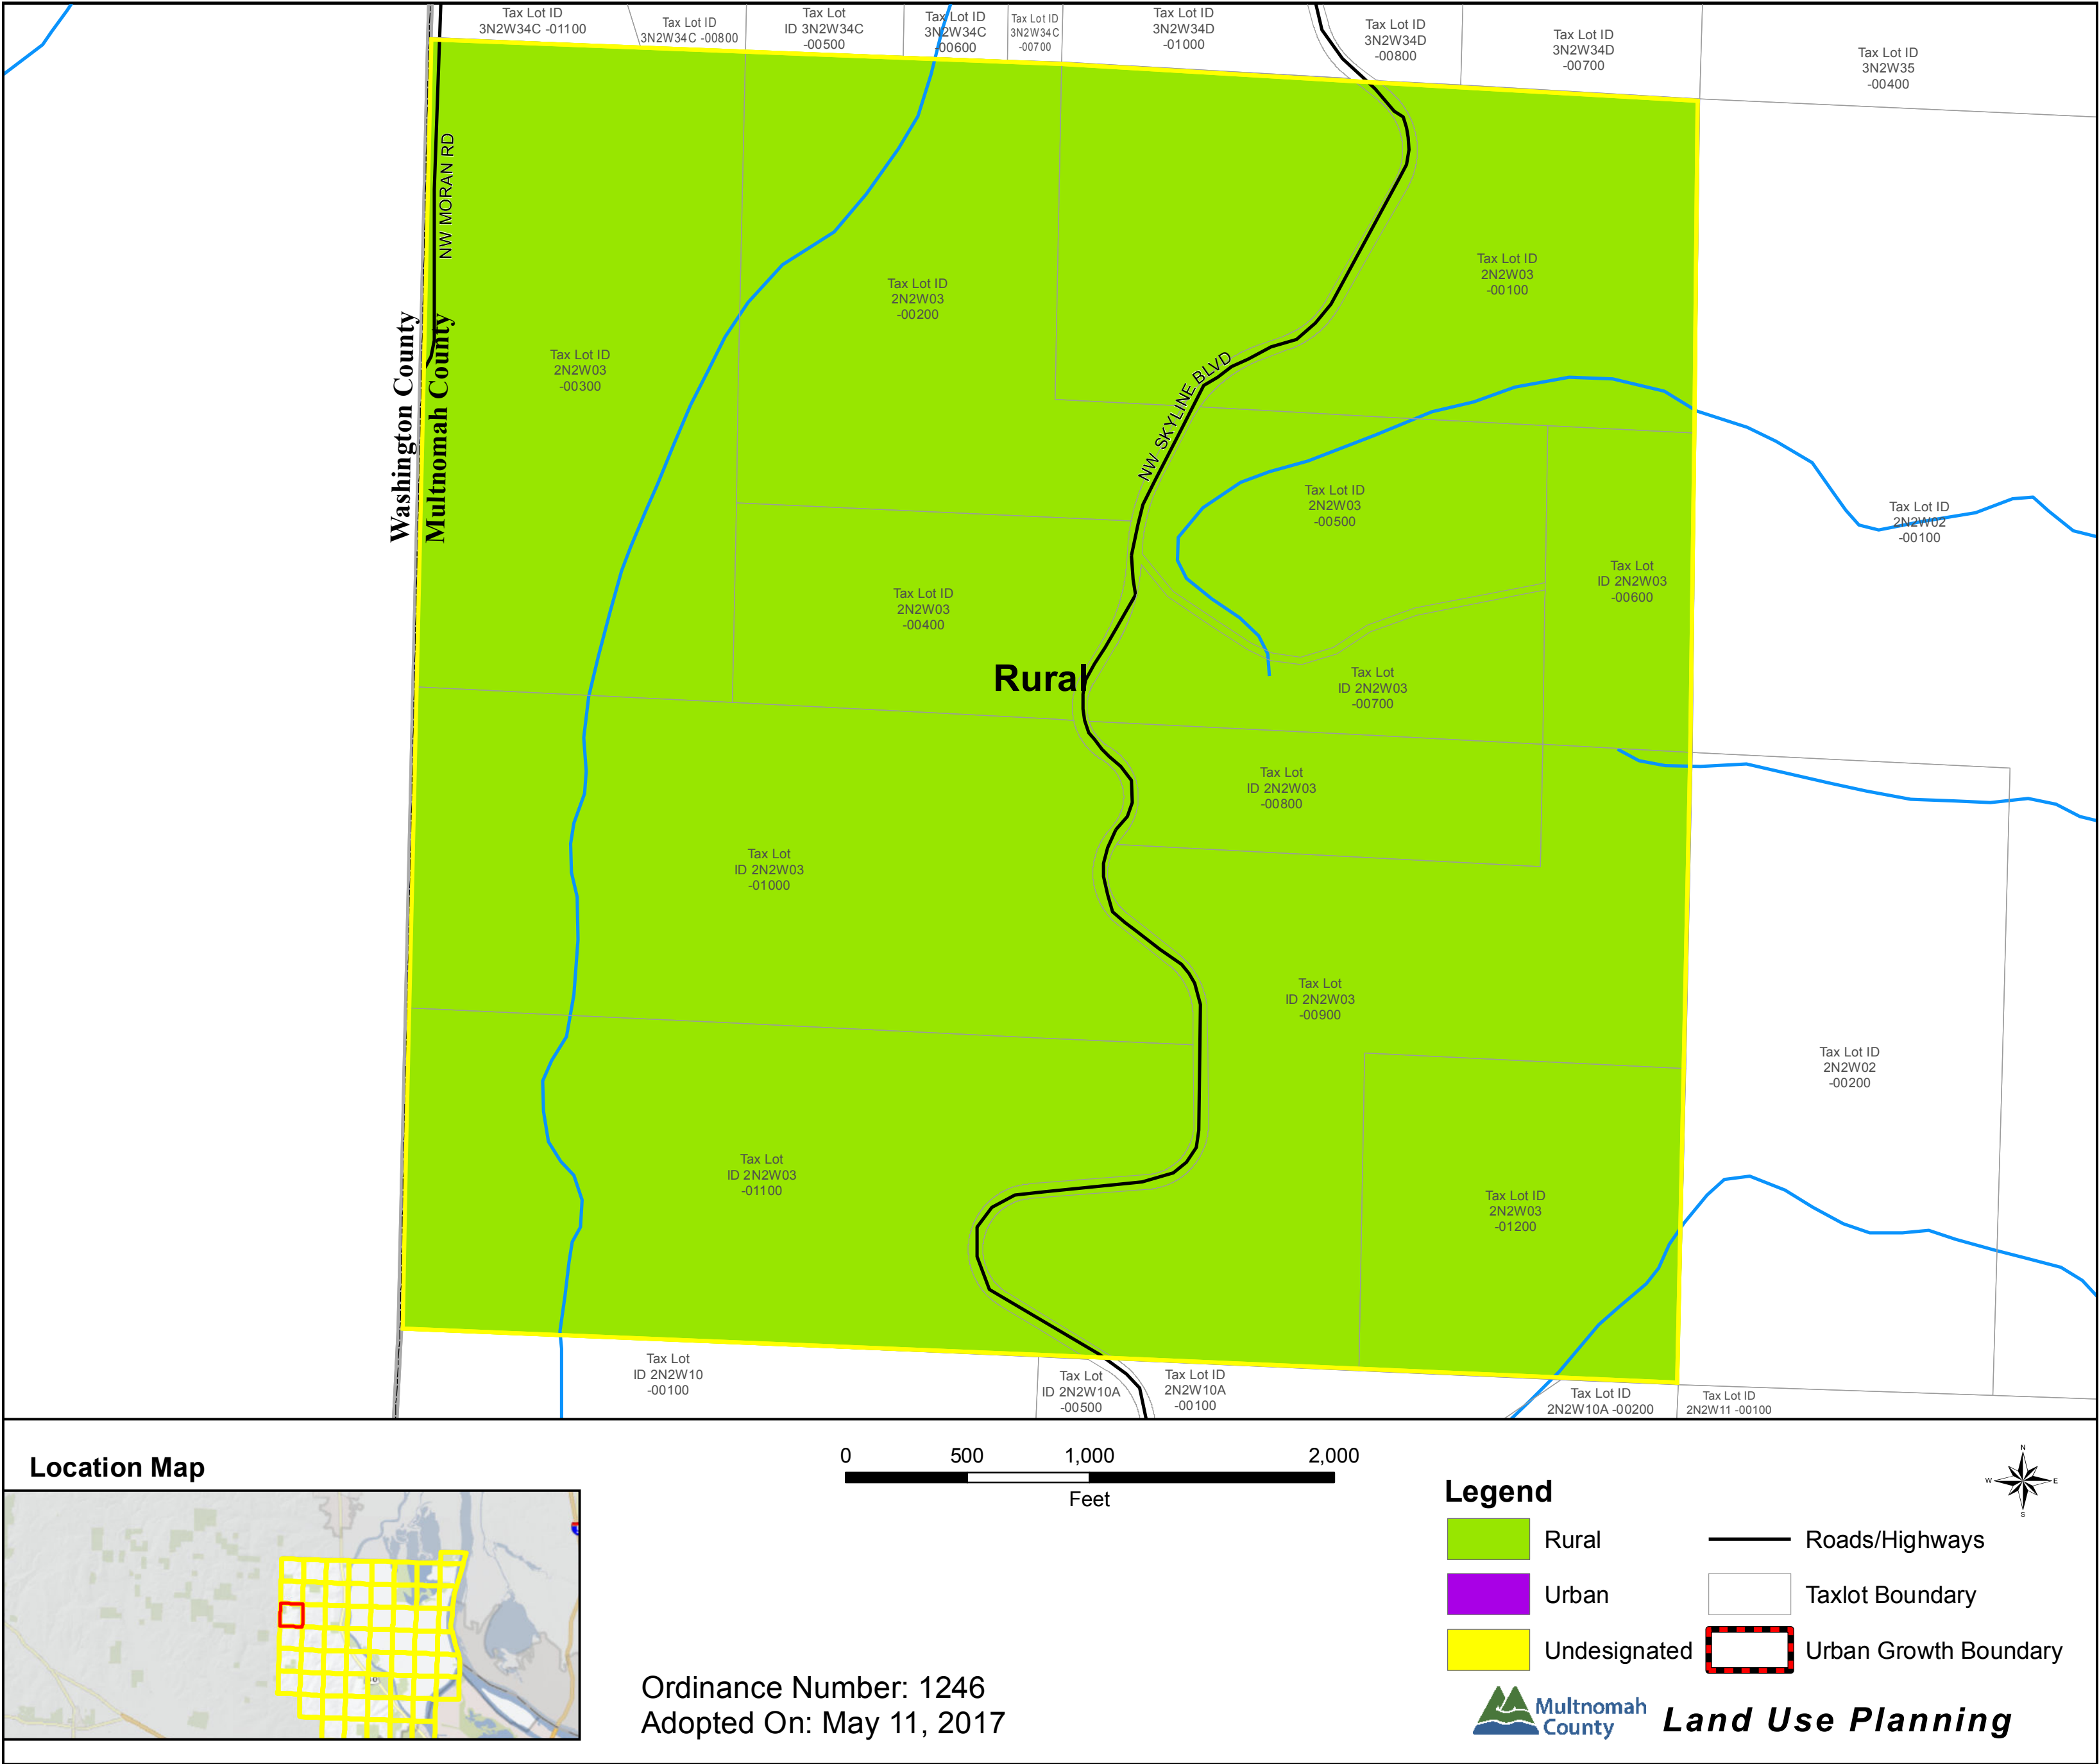 Tax Lot ID
3N2W34C -01100
Tax Lot ID
3N2W34C -00800
Tax Lot
ID 3N2W34C
-00500
Tax Lot ID
3N2W34C
-00600
Tax Lot ID
3N2W34C
-00700
Tax Lot ID
3N2W34D
-01000
Tax Lot ID
3N2W34D
-00800
Tax Lot ID
3N2W34D
-00700
Tax Lot ID
3N2W35
-00400
NW MORAN RD
Washington County
Multnomah County
Tax Lot ID
2N2W03
-00300
Tax Lot ID
2N2W03
-00200
Tax Lot ID
2N2W03
-00100
NW SKYLINE BLVD
Tax Lot ID
2N2W03
-00500
Tax Lot ID
2N2W02
-00100
Tax Lot ID
2N2W03
-00400
Tax Lot
ID 2N2W03
-00600
Rural
Tax Lot
ID 2N2W03
-00700
Tax Lot
ID 2N2W03
-00800
Tax Lot
ID 2N2W03
-01000
Tax Lot
ID 2N2W03
-00900
Tax Lot ID
2N2W02
-00200
Tax Lot
ID 2N2W03
-01100
Tax Lot ID
2N2W03
-01200
Tax Lot
ID 2N2W10
-00100
Tax Lot
ID 2N2W10A
-00500
Tax Lot ID
2N2W10A
-00100
Tax Lot ID
2N2W10A -00200
Tax Lot ID
2N2W11 -00100
Location Map
0 500 1,000 2,000
Feet
N
W E
S
Legend
Rural
Urban
Undesignated
Roads/Highways
Taxlot Boundary
Urban Growth Boundary
Ordinance Number: 1246
Adopted On: May 11, 2017
Multnomah
County
Land Use Planning